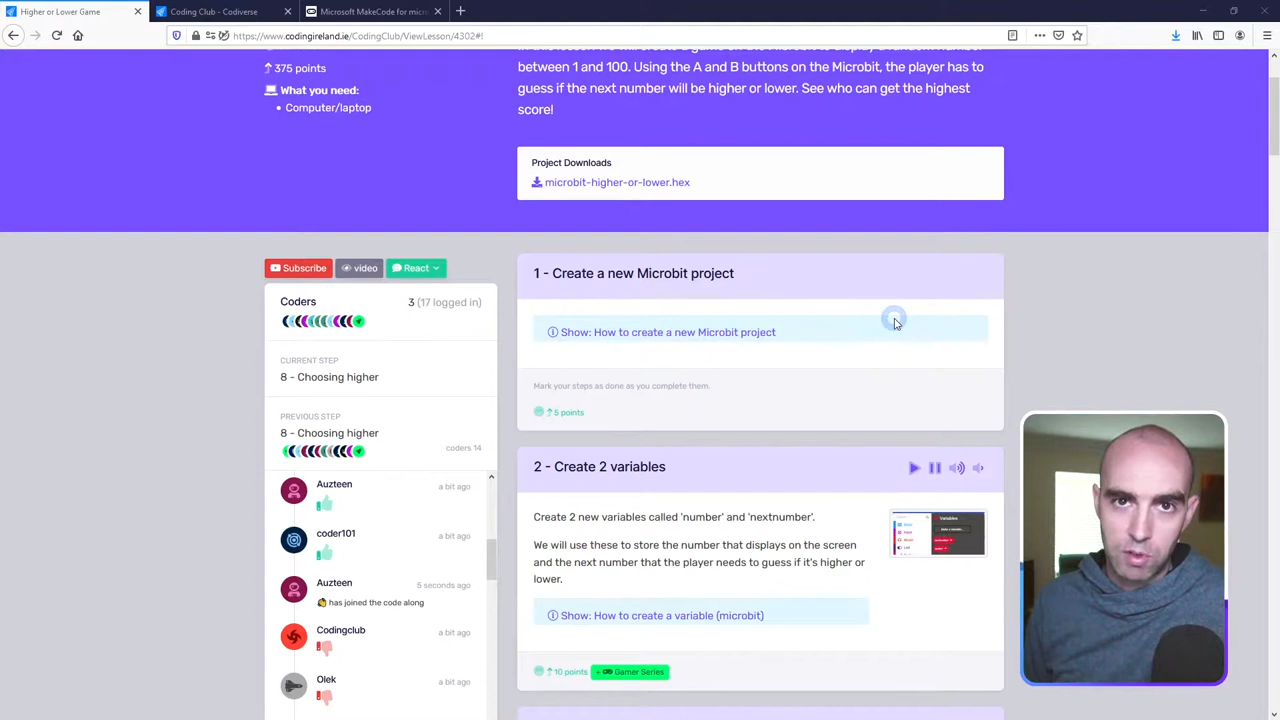 Higher or Lower Game
Coding Club - Codiverse
Microsoft MakeCode for micr
https://www.codingireland.ie/CodingClub/ViewLesson/4302#!
375 points
What you need:
Computer/laptop
between 1 and 100. Using the A and B buttons on the Microbit, the player has to
guess if the next number will be higher or lower. See who can get the highest
score!
Project Downloads
microbit-higher-or-lower.hex
Subscribe
video
React
Coders
3 (17 logged in)
CURRENT STEP
8 - Choosing higher
PREVIOUS STEP
8 - Choosing higher
coders 14
Auzteen
a bit ago
coder101
a bit ago
Auzteen
5 seconds ago
has joined the code along
Codingclub
a bit ago
Olek
a bit ago
1 - Create a new Microbit project
Show: How to create a new Microbit project
Mark your steps as done as you complete them.
5 points
2 - Create 2 variables
Create 2 new variables called 'number' and 'nextnumber'.
We will use these to store the number that displays on the screen
and the next number that the player needs to guess if it's higher or
lower.
Show: How to create a variable (microbit)
10 points
+ Gamer Series